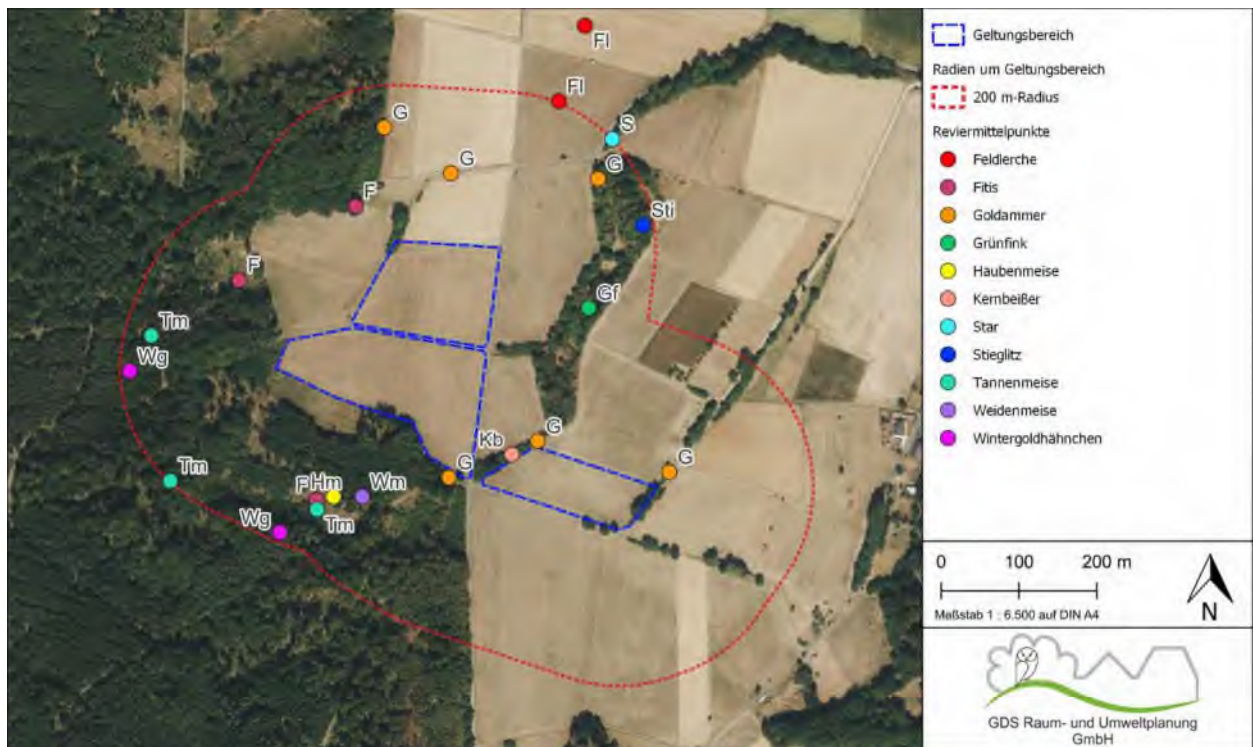 Fl
Fl
G
S
G
G
F
Sti
F
Gf
Tm
Wg
G
Kb
G
G
Tm
F
Hm
Wm
Tm
Wg
Geltungsbereich
Radien um Geltungsbereich
200 m-Radius
Reviermittelpunkte
Feldlerche
Fitis
Goldammer
Grünfink
Haubenmeise
Kernbeißer
Star
Stieglitz
Tannenmeise
Weidenmeise
Wintergoldhähnchen
0 100 200 m
Maßstab 1 : 6.500 auf DIN A4
N
GDS Raum- und Umweltplanung
GmbH